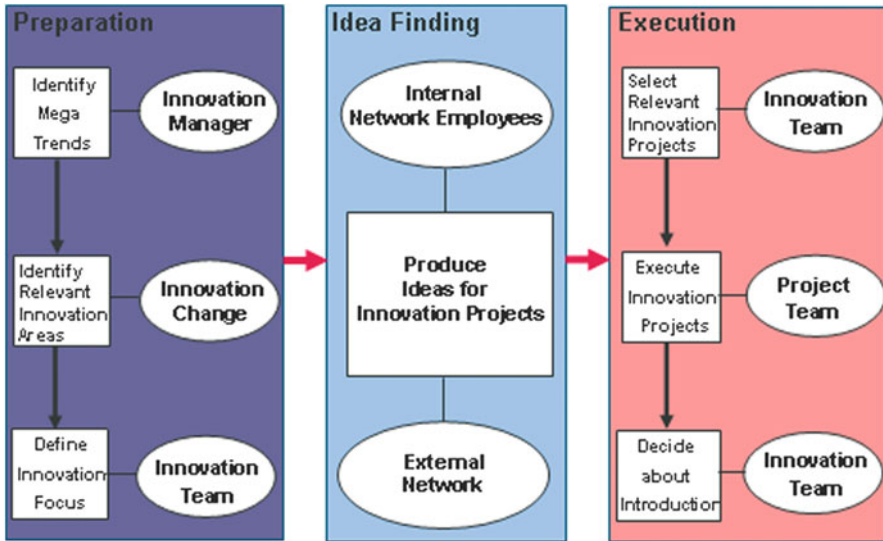 Preparation
Identify
Mega
Trends
Innovation
Manager
Identify
Relevant
Innovation
Areas
Innovation
Change
Define
Innovation
Focus
Innovation
Team
Idea Finding
Internal
Network Employees
Produce
Ideas for
Innovation Projects
External
Network
Execution
Select
Relevant
Innovation
Projects
Innovation
Team
Execute
Innovation
Projects
Project
Team
Decide
about
Introduction
Innovation
Team